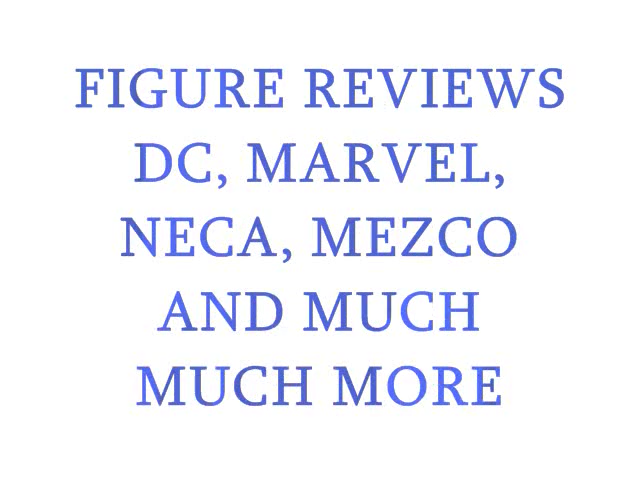 FIGURE REVIEWS
DC, MARVEL,
NECA, MEZCO
AND MUCH
MUCH MORE